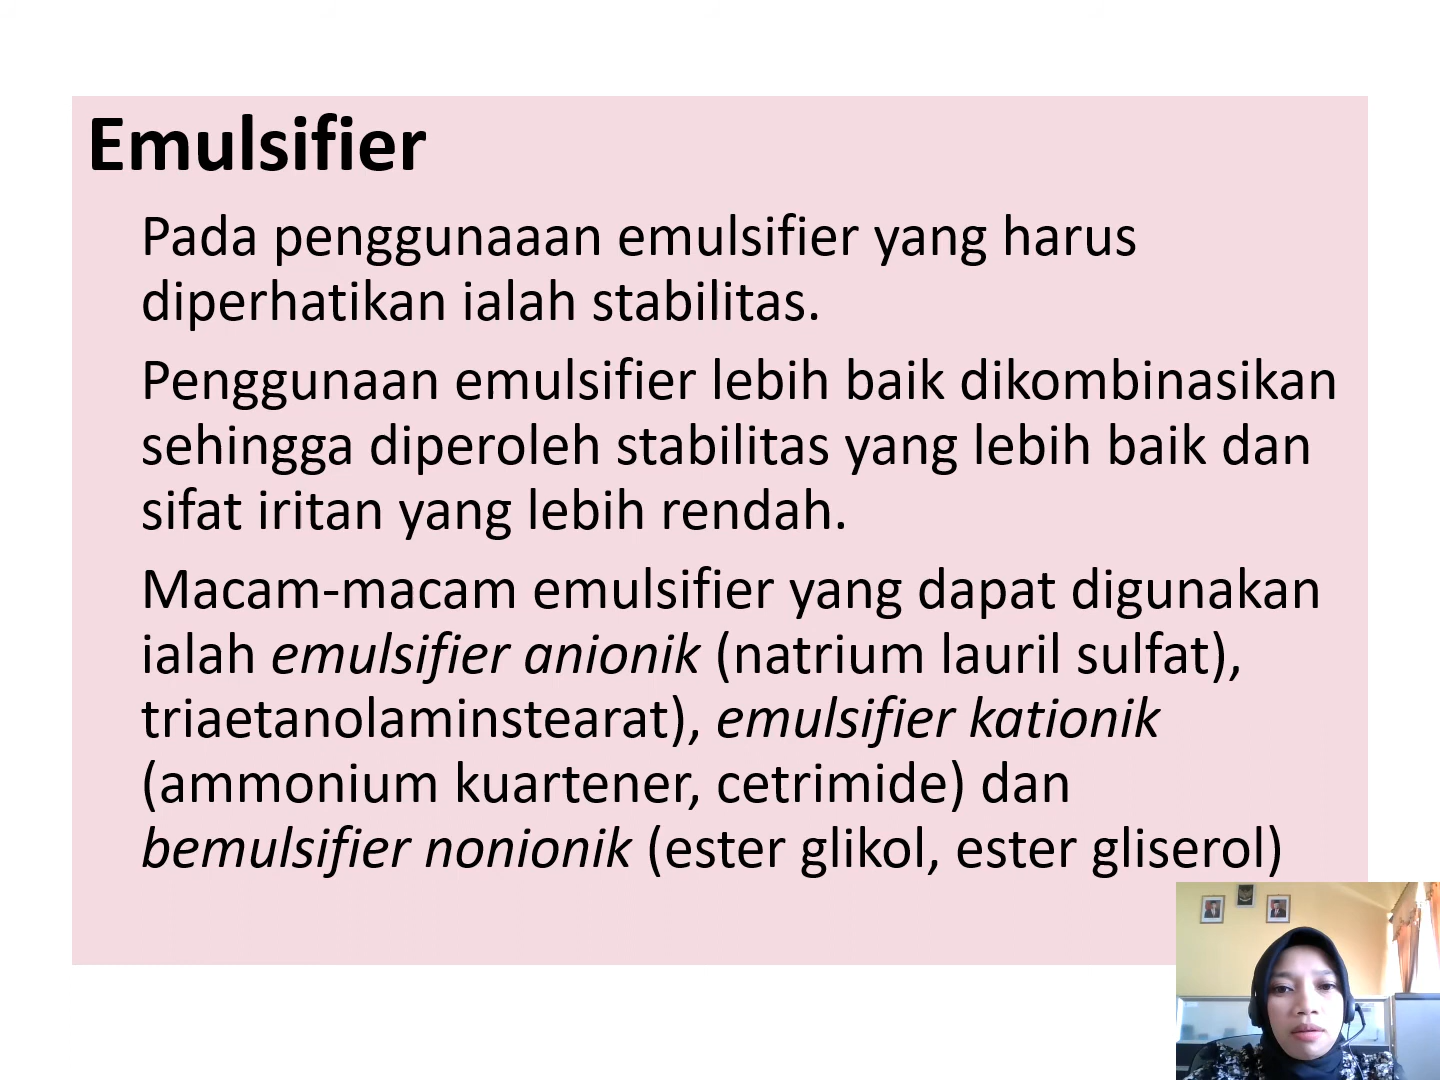 Emulsifier
Pada penggunaaan emulsifier yang harus
diperhatikan ialah stabilitas.
Penggunaan emulsifier lebih baik dikombinasikan
sehingga diperoleh stabilitas yang lebih baik dan
sifat iritan yang lebih rendah.
Macam-macam emulsifier yang dapat digunakan
ialah emulsifier anionik (natrium lauril sulfat),
triaetanolaminstearat), emulsifier kationik
(ammonium kuartener, cetrimide) dan
bemulsifier nonionik (ester glikol, ester gliserol)